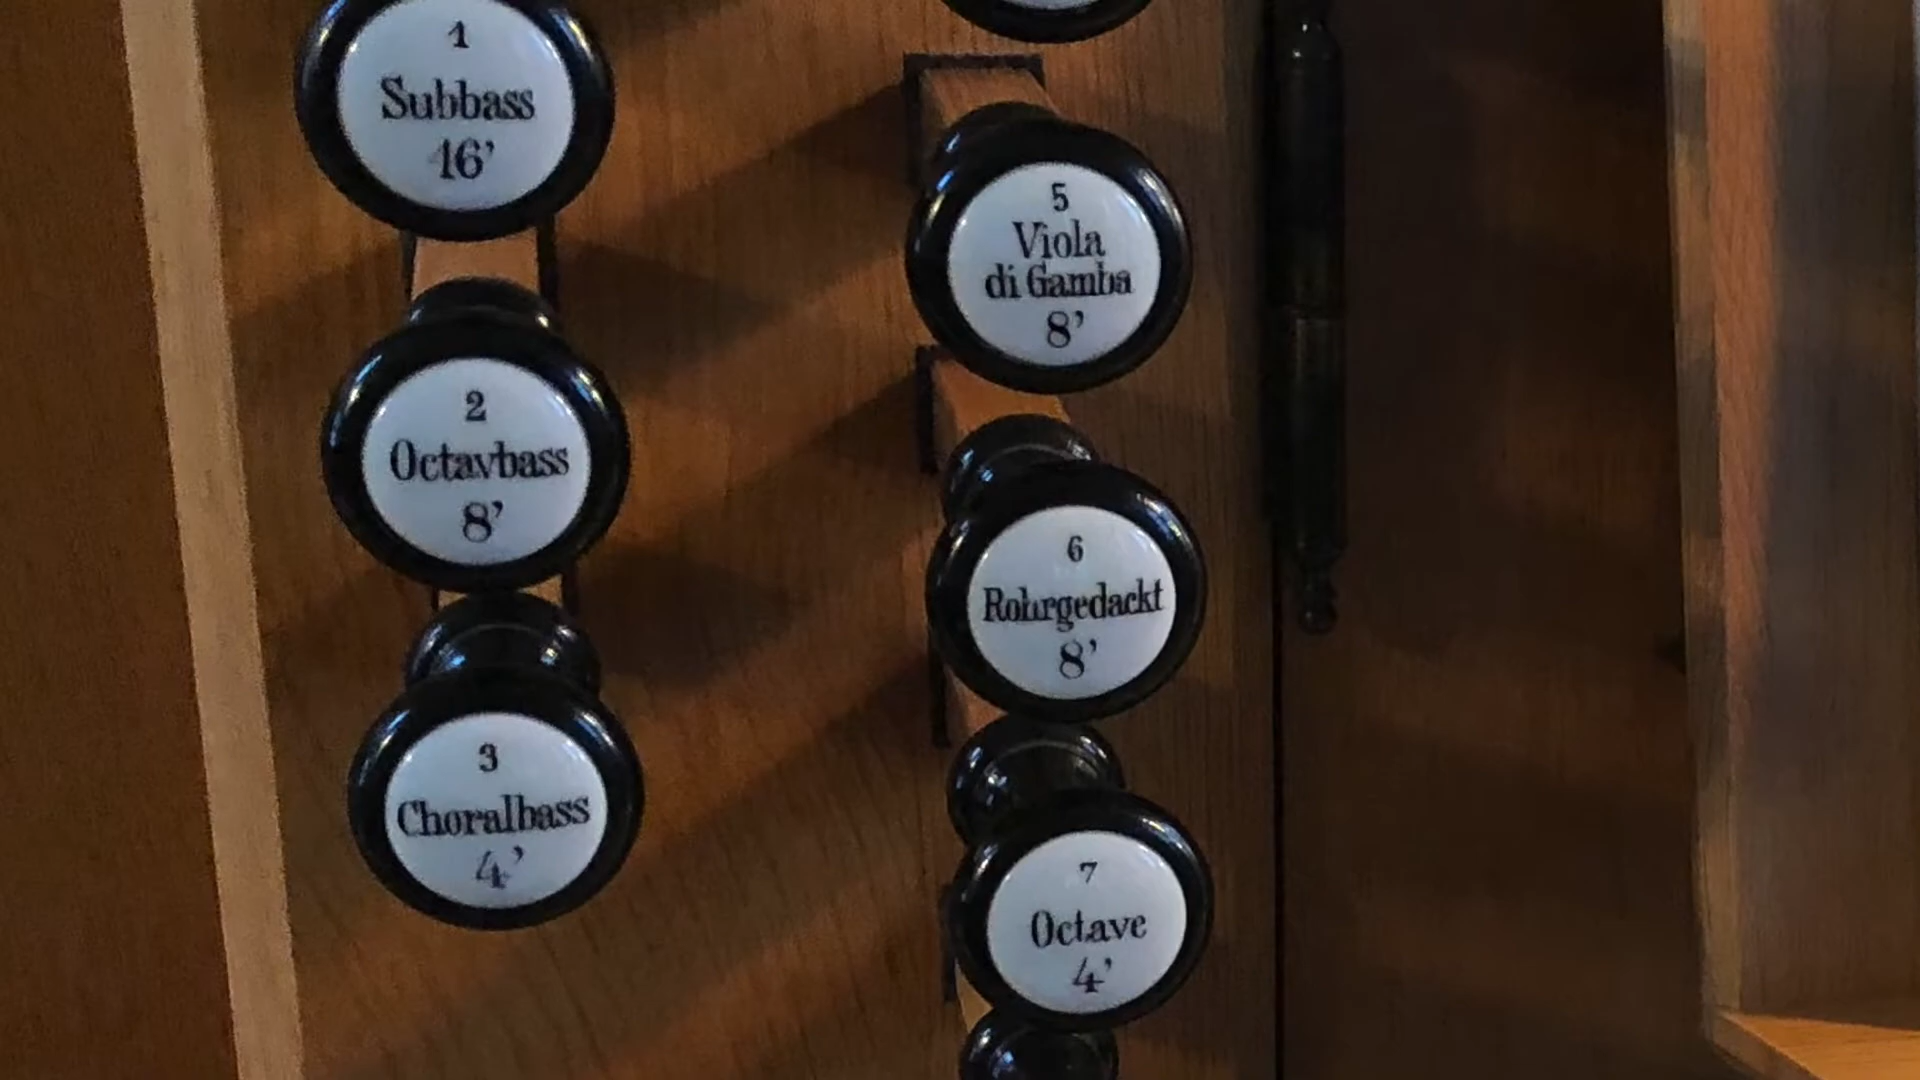 1
Subbass
16'
2
Octavbass
8'
3
Choralbass
4'
5
Viola
di Gamba
8'
6
Rohrgedackt
8'
7
Octave
4'